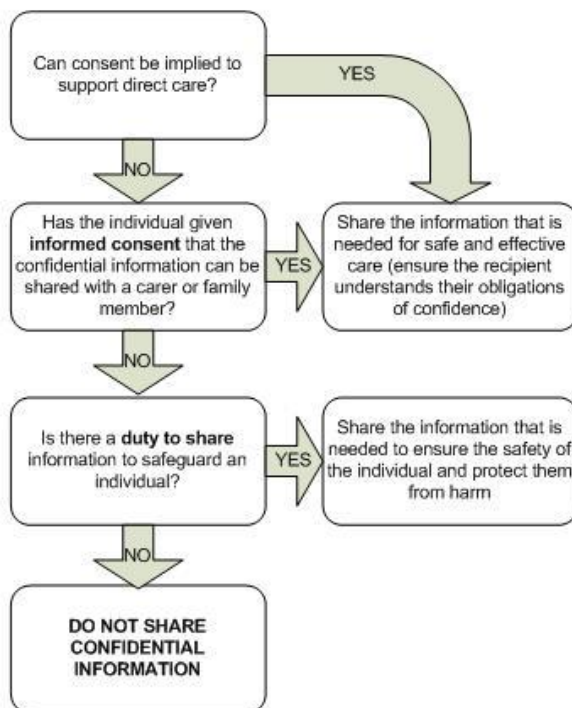 Can consent be implied to
support direct care?
YES
NO
Has the individual given
informed consent that the
confidential information can be
shared with a carer or family
member?
YES
Share the information that is
needed for safe and effective
care (ensure the recipient
understands their obligations
of confidence)
NO
Is there a duty to share
information to safeguard an
individual?
YES
Share the information that is
needed to ensure the safety of
the individual and protect them
from harm
NO
DO NOT SHARE
CONFIDENTIAL
INFORMATION